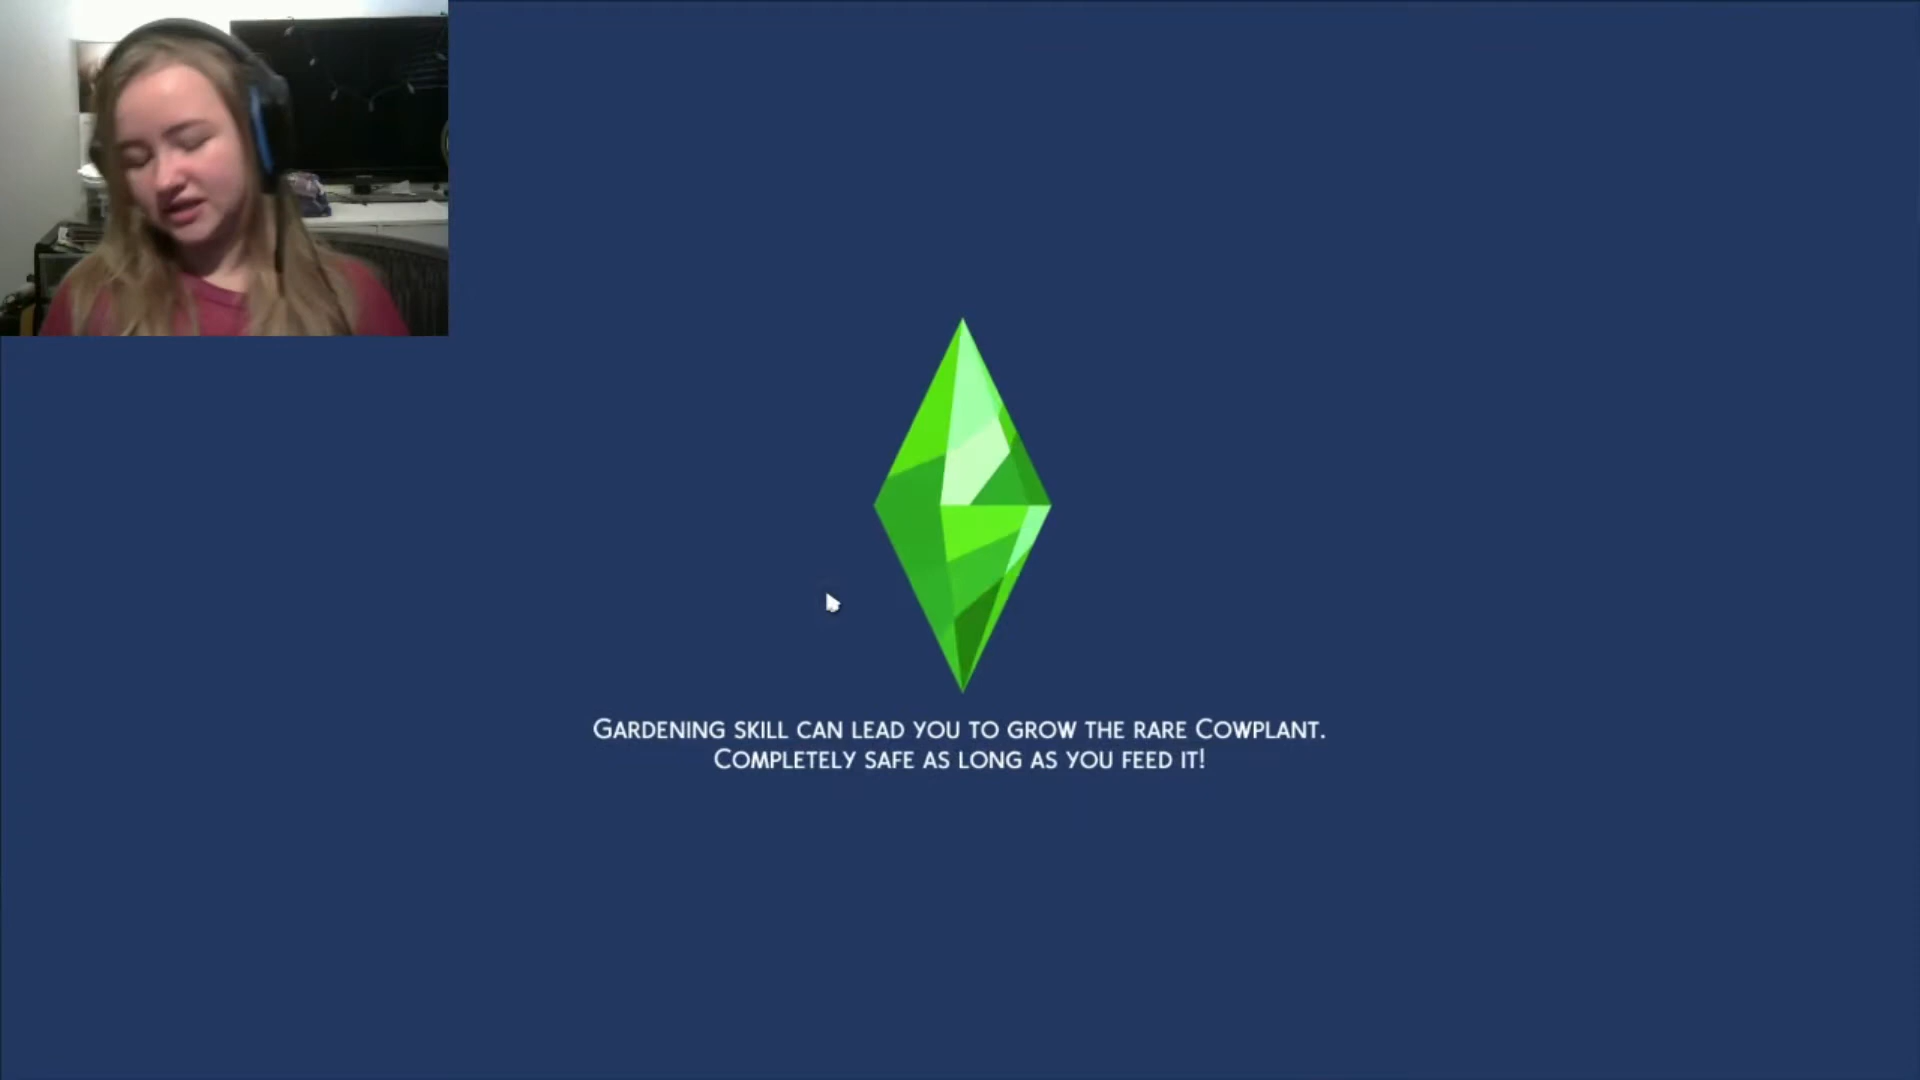 Gardening skill can lead you to grow the rare Cowplant.
Completely safe as long as you feed it!